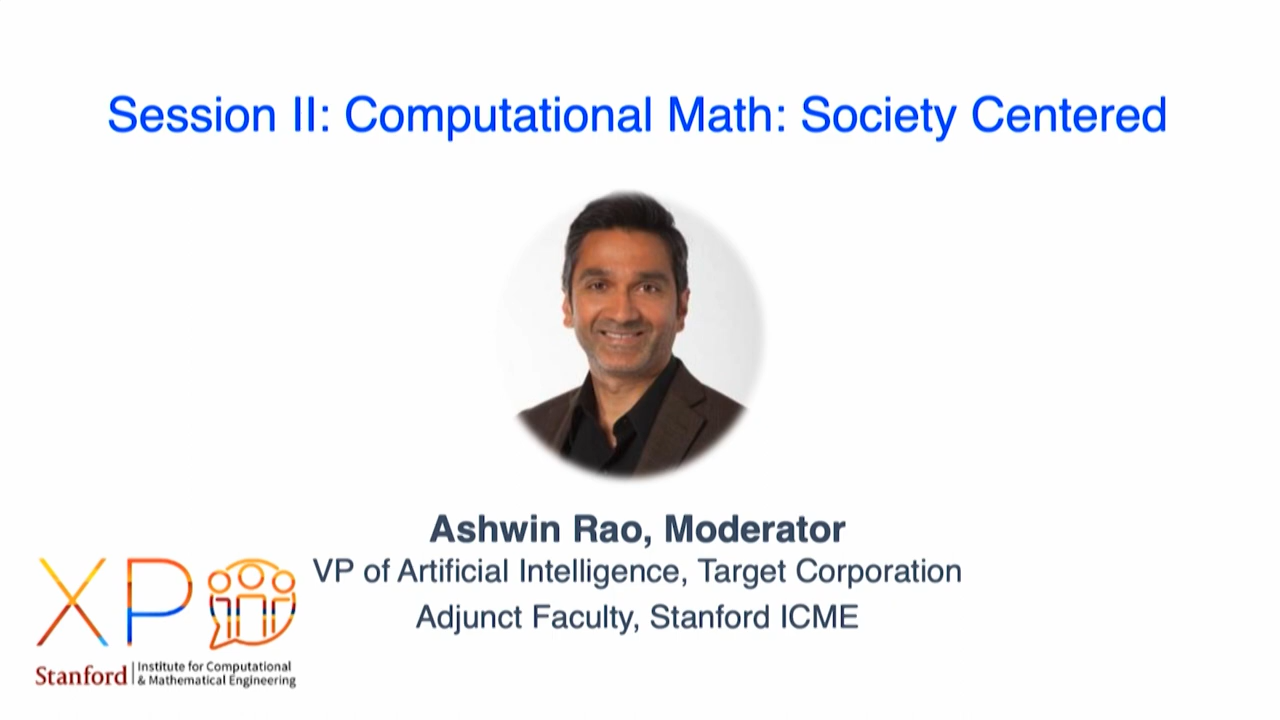 Session II: Computational Math: Society Centered
Ashwin Rao, Moderator
VP of Artificial Intelligence, Target Corporation
Adjunct Faculty, Stanford ICME
XP
Stanford | Institute for Computational
& Mathematical Engineering